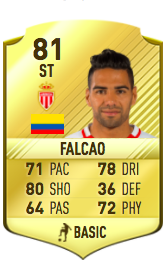 81
ST
FALCAO
71 PAC 78 DRI
80 SHO 36 DEF
64 PAS 72 PHY
BASIC